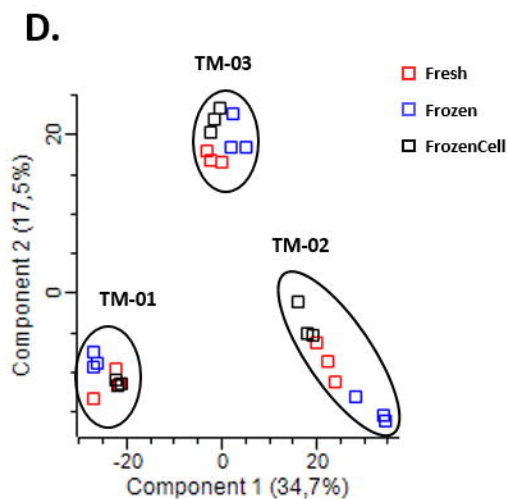 D.
TM-03
Fresh
Frozen
FrozenCell
20
TM-02
0
TM-01
Component 2 (17,5%)
-20 0 20
Component 1 (34,7%)